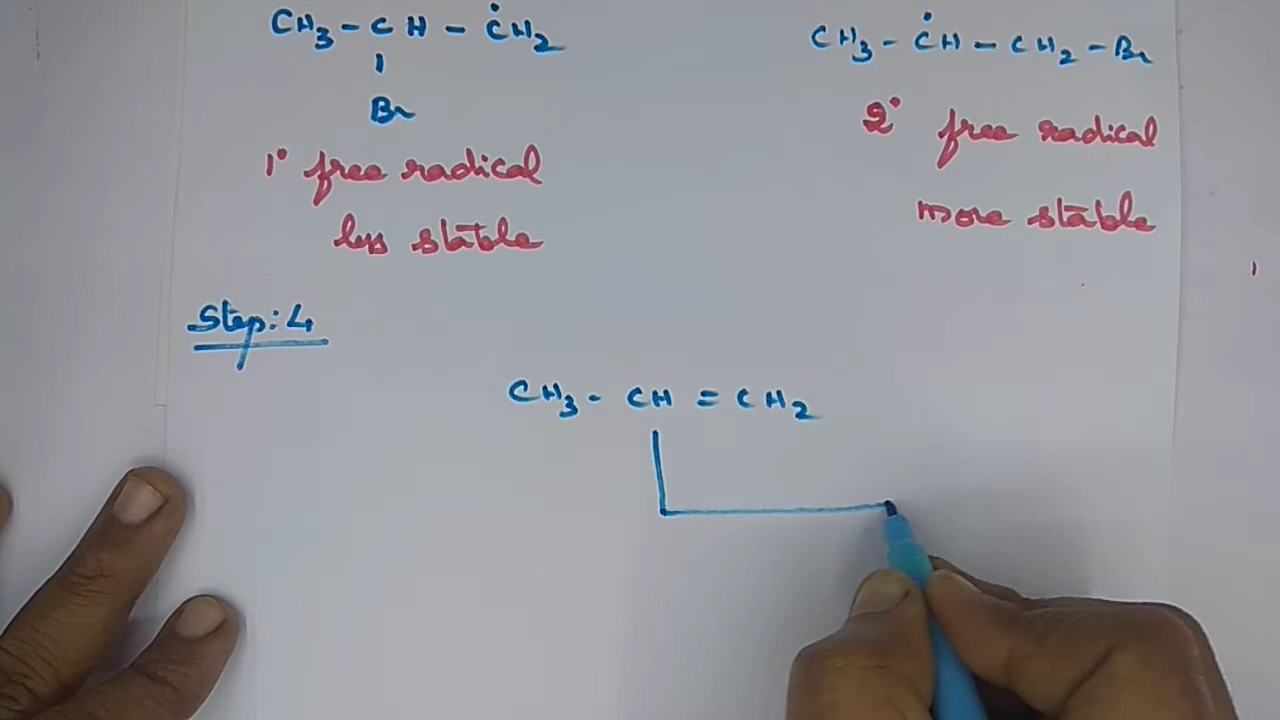 CH3 - CH - ĊH2
Br
1° free radical
less stable
CH3 - ĊH - CH2 - Br
2° free radical
more stable
Step: 4
CH3 - CH = CH2